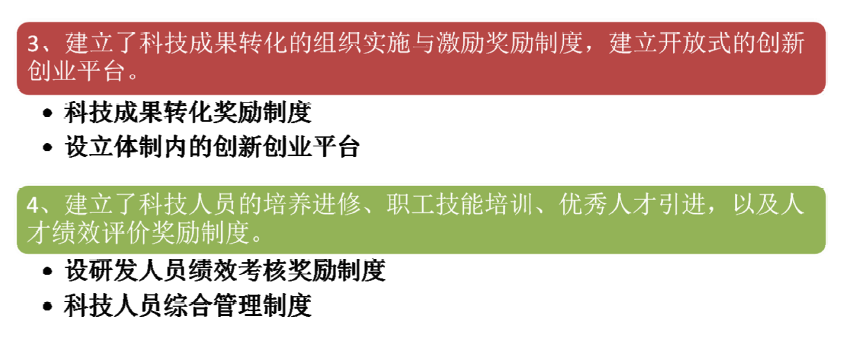 3、建立了科技成果转化的组织实施与激励奖励制度，建立开放式的创新
创业平台。
• 科技成果转化奖励制度
• 设立体制内的创新创业平台
4、建立了科技人员的培养进修、职工技能培训、优秀人才引进，以及人
才绩效评价奖励制度。
• 设研发人员绩效考核奖励制度
• 科技人员综合管理制度